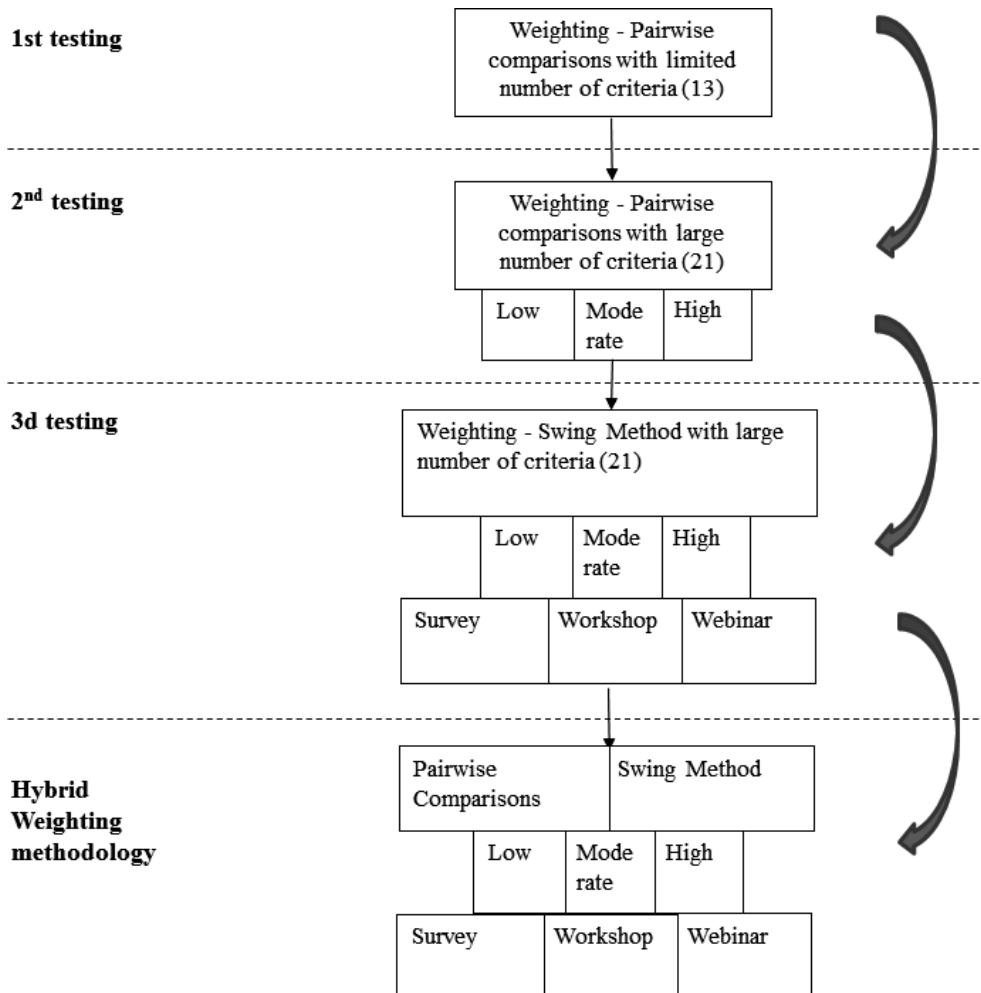 1st testing
Weighting - Pairwise
comparisons with limited
number of criteria (13)
2nd testing
Weighting - Pairwise
comparisons with large
number of criteria (21)
Low
Mode
rate
High
3d testing
Weighting - Swing Method with large
number of criteria (21)
Low
Mode
rate
High
Survey
Workshop
Webinar
Hybrid
Weighting
methodology
Pairwise
Comparisons
Swing Method
Low
Mode
rate
High
Survey
Workshop
Webinar